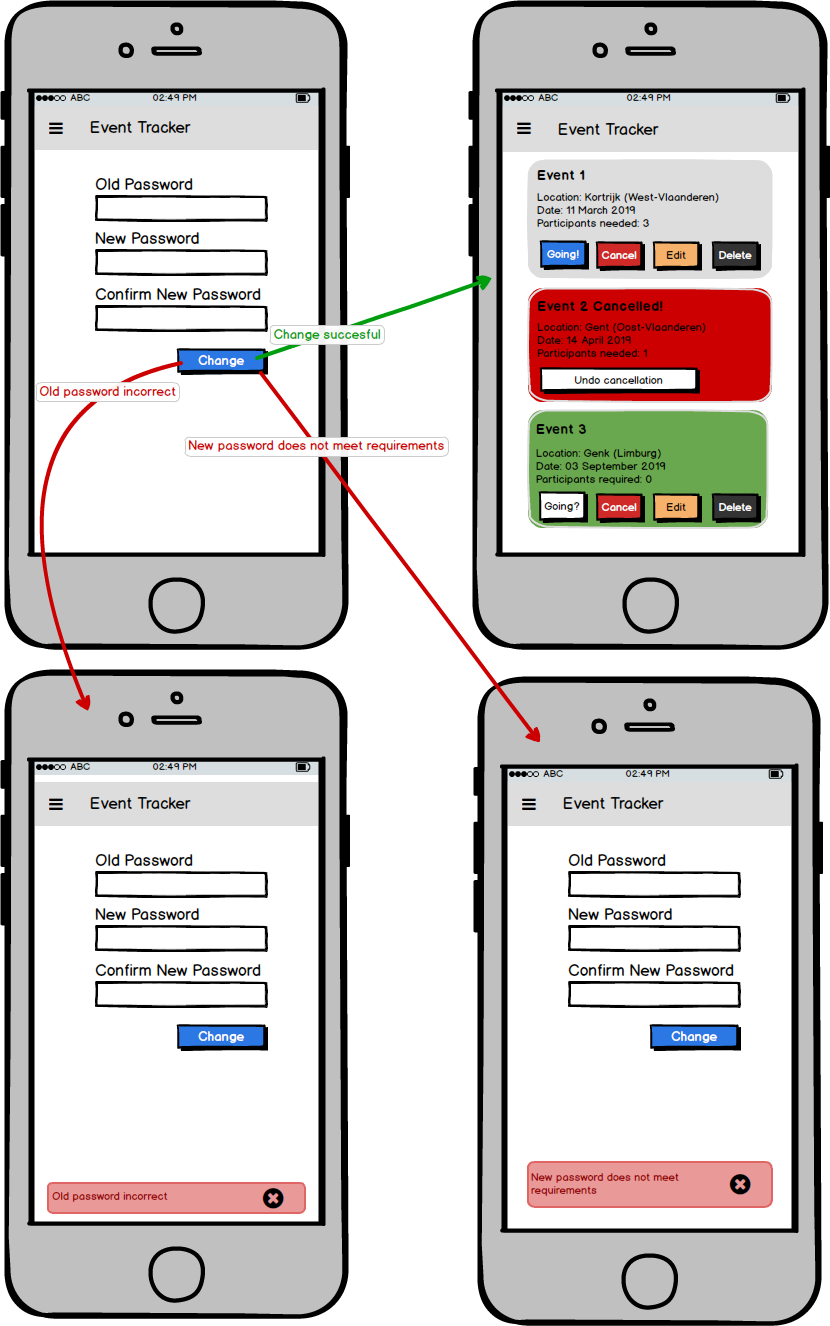 ABC 02:49 PM
Event Tracker
Old Password
New Password
Confirm New Password
Change
Change succesful
Old password incorrect
New password does not meet requirements
ABC 02:49 PM
Event Tracker
Event 1
Location: Kortrijk (West-Vlaanderen)
Date: 11 March 2019
Participants needed: 3
Going! Cancel Edit Delete
Event 2 Cancelled!
Location: Gent (Oost-Vlaanderen)
Date: 14 April 2019
Participants needed: 1
Undo cancellation
Event 3
Location: Genk (Limburg)
Date: 03 September 2019
Participants required: 0
Going? Cancel Edit Delete
ABC 02:49 PM
Event Tracker
Old Password
New Password
Confirm New Password
Change
Old password incorrect
ABC 02:49 PM
Event Tracker
Old Password
New Password
Confirm New Password
Change
New password does not meet
requirements